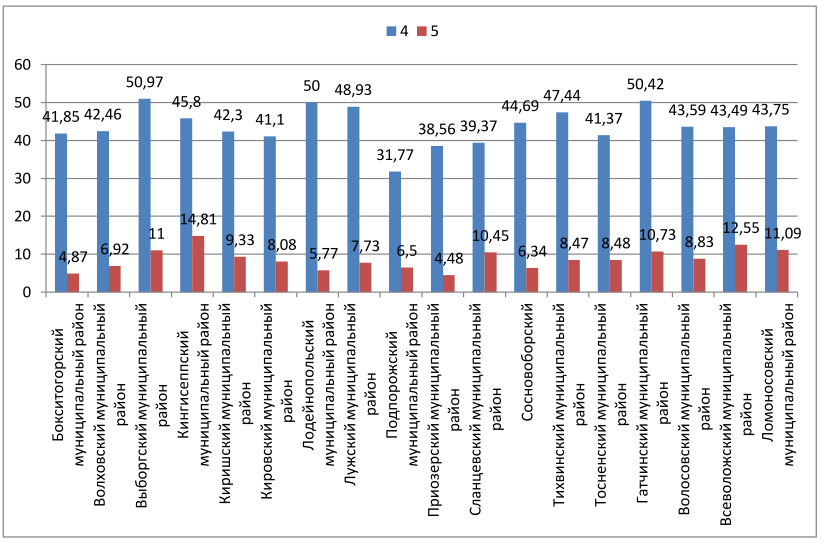 4 5
60
50
40
30
20
10
0
41,85
42,46
50,97
45,8
42,3
41,1
50
48,93
31,77
38,56
39,37
44,69
47,44
41,37
50,42
43,59
43,49
43,75
4,87
6,92
11
14,81
9,33
8,08
5,77
7,73
6,5
4,48
10,45
6,34
8,47
8,48
10,73
8,83
12,55
11,09
Бокситогорский
муниципальный район
Волховский муниципальный
район
Выборгский муниципальный
район
Кингисеппский
муниципальный район
Киришский муниципальный
район
Кировский муниципальный
район
Лодейнопольский
муниципальный район
Лужский муниципальный
район
Подпорожский
муниципальный район
Приозерский муниципальный
район
Сланцевский муниципальный
район
Сосновоборский
Тихвинский муниципальный
район
Тосненский муниципальный
район
Гатчинский муниципальный
район
Волосовский муниципальный
район
Всеволожский муниципальный
район
Ломоносовский
муниципальный район